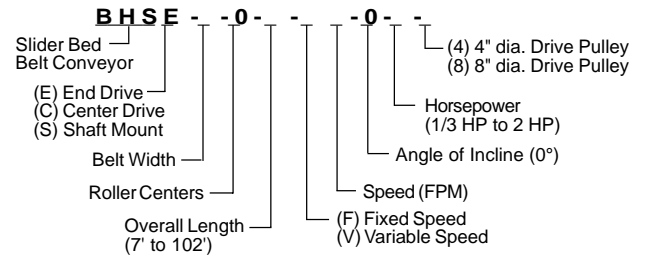 BHSE- -0- - -0- -
Slider Bed
Belt Conveyor
(E) End Drive
(C) Center Drive
(S) Shaft Mount
Belt Width
Roller Centers
Overall Length
(7' to 102')
(F) Fixed Speed
(V) Variable Speed
Speed (FPM)
Angle of Incline (0°)
Horsepower
(1/3 HP to 2 HP)
(4) 4" dia. Drive Pulley
(8) 8" dia. Drive Pulley